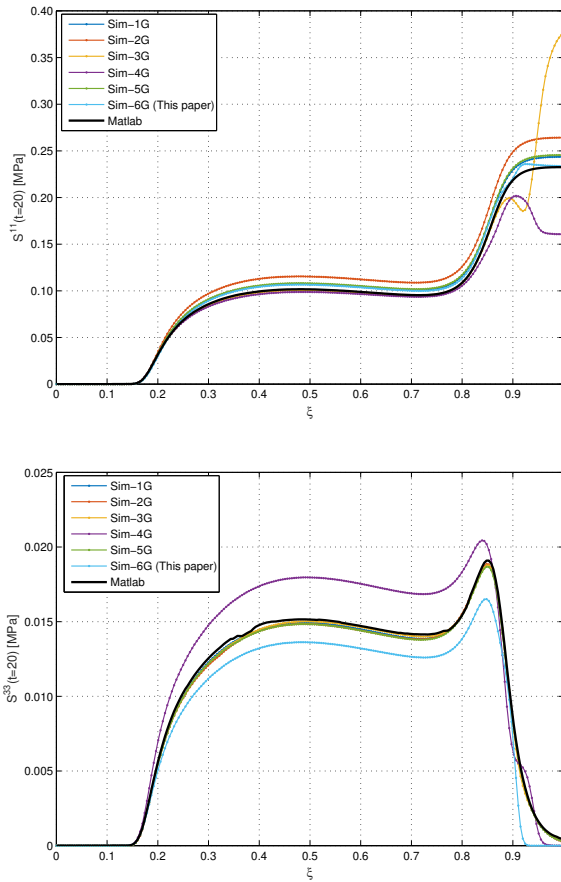 0.40
0.35
0.30
0.25
0.20
0.15
0.10
0.05
0
S¹¹(t=20) [MPa]
Sim−1G
Sim−2G
Sim−3G
Sim−4G
Sim−5G
Sim−6G (This paper)
Matlab
0 0.1 0.2 0.3 0.4 0.5 0.6 0.7 0.8 0.9
ξ
0.025
0.020
0.015
0.010
0.005
0
S³³(t=20) [MPa]
Sim−1G
Sim−2G
Sim−3G
Sim−4G
Sim−5G
Sim−6G (This paper)
Matlab
0 0.1 0.2 0.3 0.4 0.5 0.6 0.7 0.8 0.9
ξ